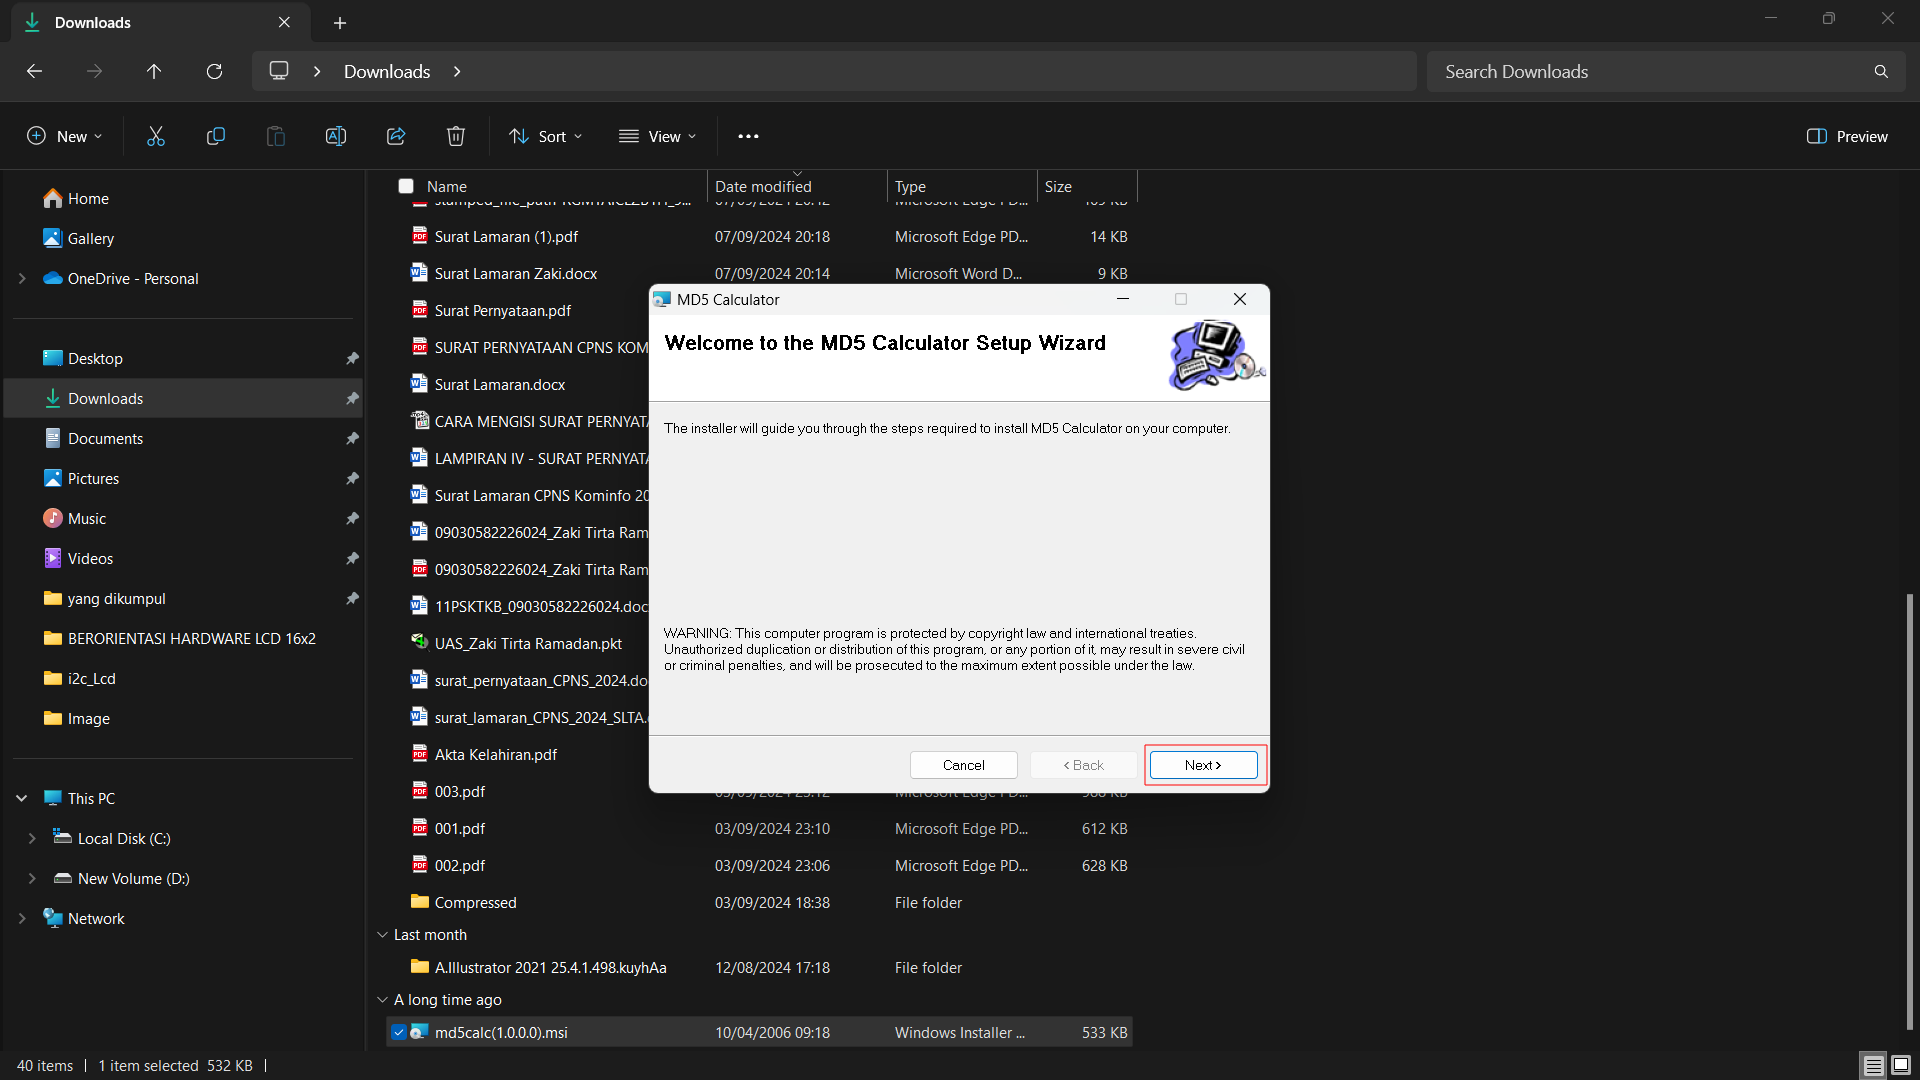 Downloads
Downloads
Search Downloads
New
Sort
View
Preview
Home
Gallery
OneDrive - Personal
Desktop
Downloads
Documents
Pictures
Music
Videos
yang dikumpul
BERORIENTASI HARDWARE LCD 16x2
i2c_Lcd
Image
This PC
Local Disk (C:)
New Volume (D:)
Network
Name Date modified Type Size
Surat Lamaran (1).pdf 07/09/2024 20:18 Microsoft Edge PD... 14 KB
Surat Lamaran Zaki.docx 07/09/2024 20:14 Microsoft Word D... 9 KB
Surat Pernyataan.pdf
SURAT PERNYATAAN CPNS KOM
Surat Lamaran.docx
CARA MENGISI SURAT PERNYAT
LAMPIRAN IV - SURAT PERNYAT
Surat Lamaran CPNS Kominfo 20
09030582226024_Zaki Tirta Ram
09030582226024_Zaki Tirta Ram
11PSKTKB_09030582226024.doc
UAS_Zaki Tirta Ramadan.pkt
surat_pernyataan_CPNS_2024.do
surat_lamaran_CPNS_2024_SLTA.
Akta Kelahiran.pdf
003.pdf
001.pdf 03/09/2024 23:10 Microsoft Edge PD... 612 KB
002.pdf 03/09/2024 23:06 Microsoft Edge PD... 628 KB
Compressed 03/09/2024 18:38 File folder
Last month
A.Illustrator 2021 25.4.1.498.kuyhAa 12/08/2024 17:18 File folder
A long time ago
md5calc(1.0.0.0).msi 10/04/2006 09:18 Windows Installer ... 533 KB
MD5 Calculator
Welcome to the MD5 Calculator Setup Wizard
The installer will guide you through the steps required to install MD5 Calculator on your computer.
WARNING: This computer program is protected by copyright law and international treaties.
Unauthorized duplication or distribution of this program, or any portion of it, may result in severe civil
or criminal penalties, and will be prosecuted to the maximum extent possible under the law.
Cancel
< Back
Next >
40 items 1 item selected 532 KB